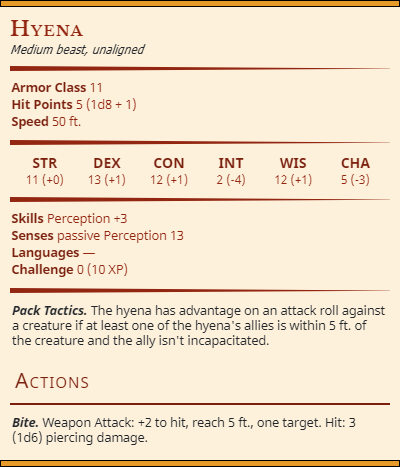 Hyena
Medium beast, unaligned
Armor Class 11
Hit Points 5 (1d8 + 1)
Speed 50 ft.
STR DEX CON INT WIS CHA
11 (+0) 13 (+1) 12 (+1) 2 (-4) 12 (+1) 5 (-3)
Skills Perception +3
Senses passive Perception 13
Languages —
Challenge 0 (10 XP)
Pack Tactics. The hyena has advantage on an attack roll against
a creature if at least one of the hyena's allies is within 5 ft. of
the creature and the ally isn't incapacitated.
Actions
Bite. Weapon Attack: +2 to hit, reach 5 ft., one target. Hit: 3
(1d6) piercing damage.